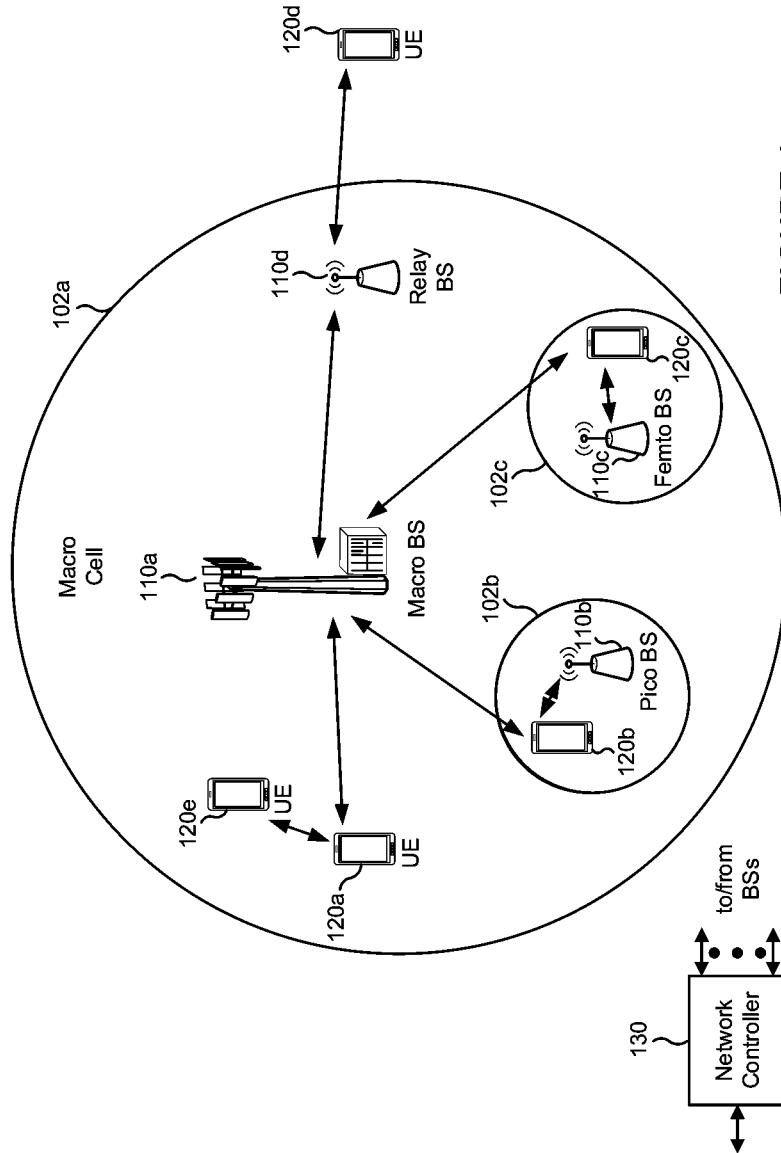 102a
Macro
Cell
110a
120e
UE
120a
UE
110d
Relay
BS
120d
UE
Macro BS
102b
110b
Pico BS
120b
102c
110c
Femto BS
120c
130
Network
Controller
to/from
BSs